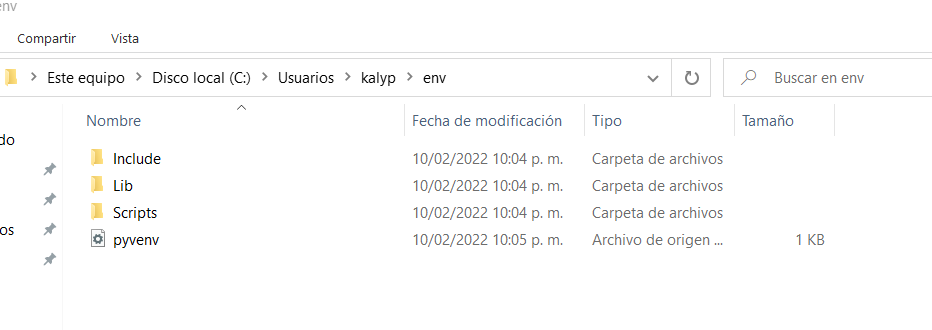 env
Compartir Vista
Este equipo Disco local (C:) Usuarios kalyp env Buscar en env
Nombre Fecha de modificación Tipo Tamaño
do
Include 10/02/2022 10:04 p. m. Carpeta de archivos
Lib 10/02/2022 10:04 p. m. Carpeta de archivos
Scripts 10/02/2022 10:04 p. m. Carpeta de archivos
os
pyvenv 10/02/2022 10:05 p. m. Archivo de origen ... 1 KB